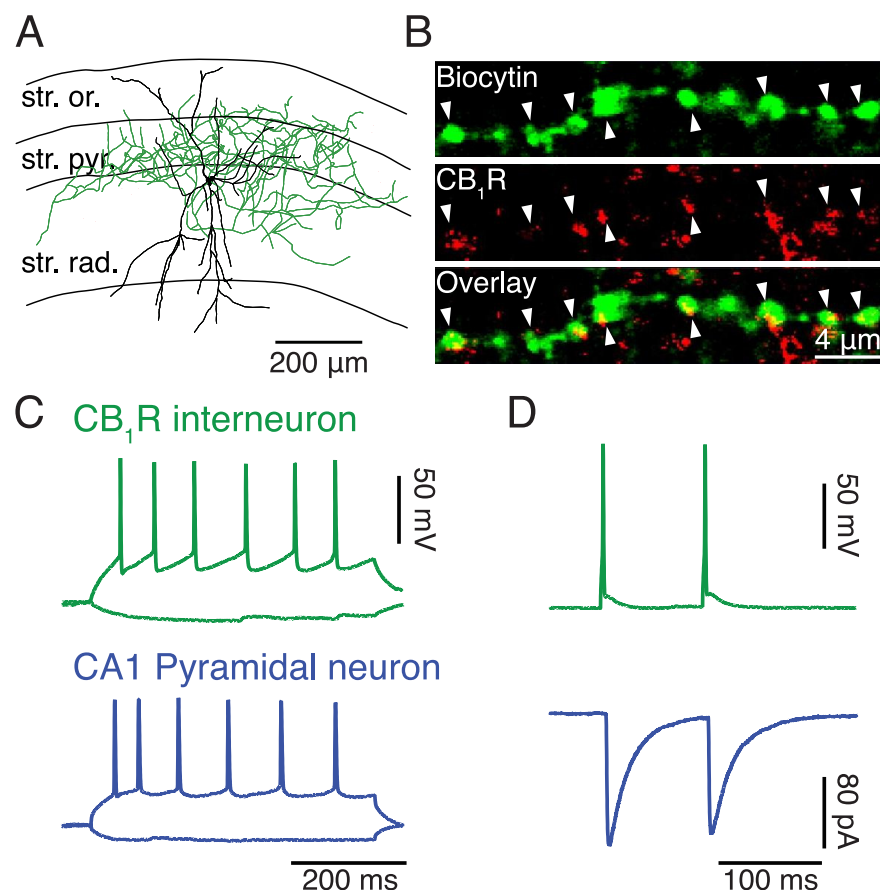 A
str. or.
str. pyr.
str. rad.
200 µm
B
Biocytin
CB₁R
Overlay
4 µm
C
CB₁R interneuron
50 mV
CA1 Pyramidal neuron
200 ms
D
50 mV
80 pA
100 ms